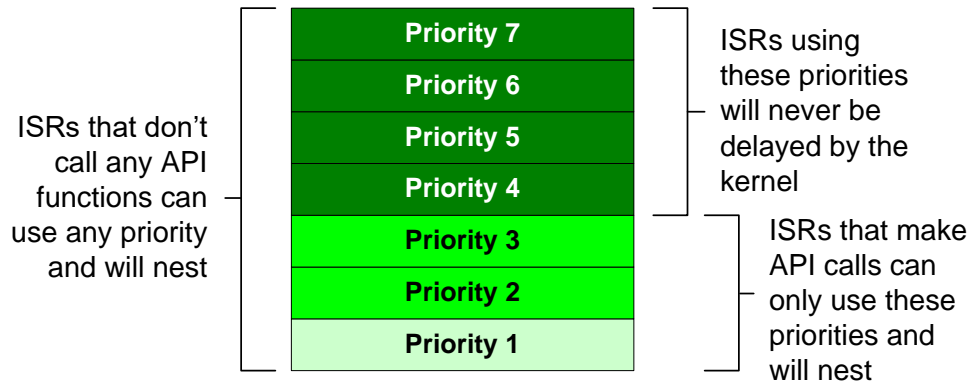 ISRs that don’t
call any API
functions can
use any priority
and will nest
Priority 7
Priority 6
Priority 5
Priority 4
Priority 3
Priority 2
Priority 1
ISRs using
these priorities
will never be
delayed by the
kernel
ISRs that make
API calls can
only use these
priorities and
will nest